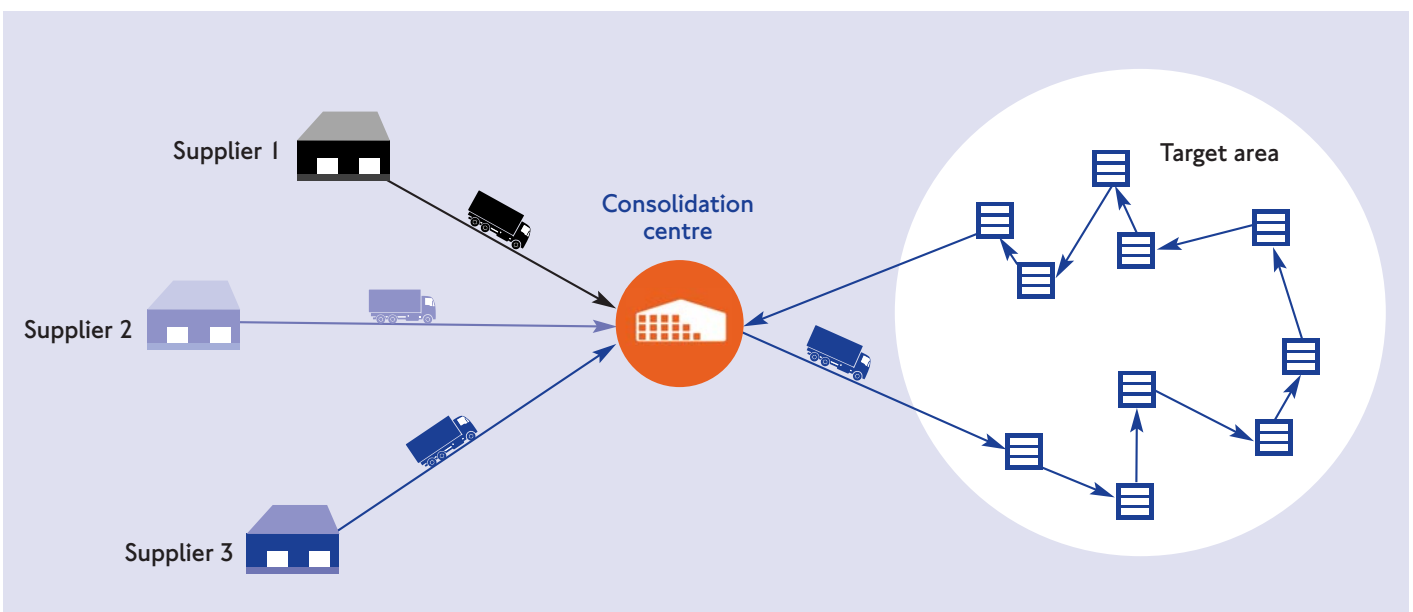 Supplier 1
Consolidation
centre
Target area
Supplier 2
Supplier 3